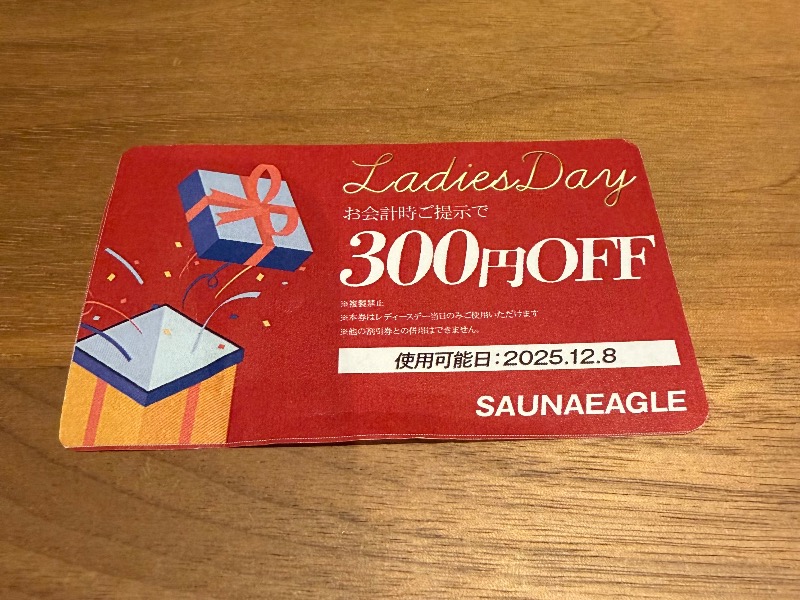 LadiesDay
お会計時ご提示で
300円OFF
※複製禁止
※本券はレディースデー当日のみご使用いただけます
※他の割引券との併用はできません。
使用可能日：2025.12.8
SAUNAEAGLE